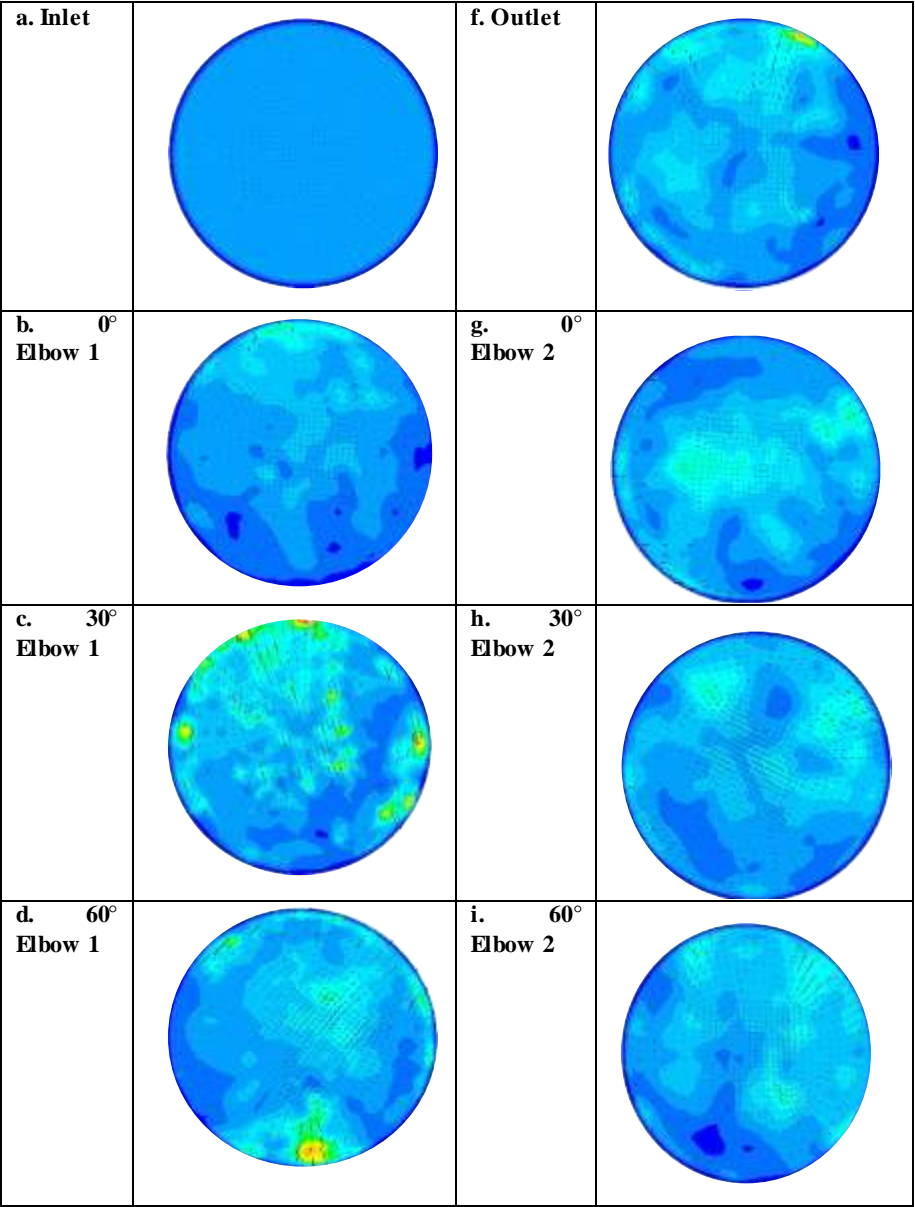 a. Inlet
f. Outlet
b. 0°
Elbow 1
g. 0°
Elbow 2
c. 30°
Elbow 1
h. 30°
Elbow 2
d. 60°
Elbow 1
i. 60°
Elbow 2